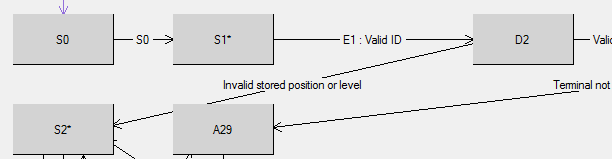 S0
S0
S1*
E1 : Valid ID
D2
Invalid stored position or level
Terminal not
S2*
A29